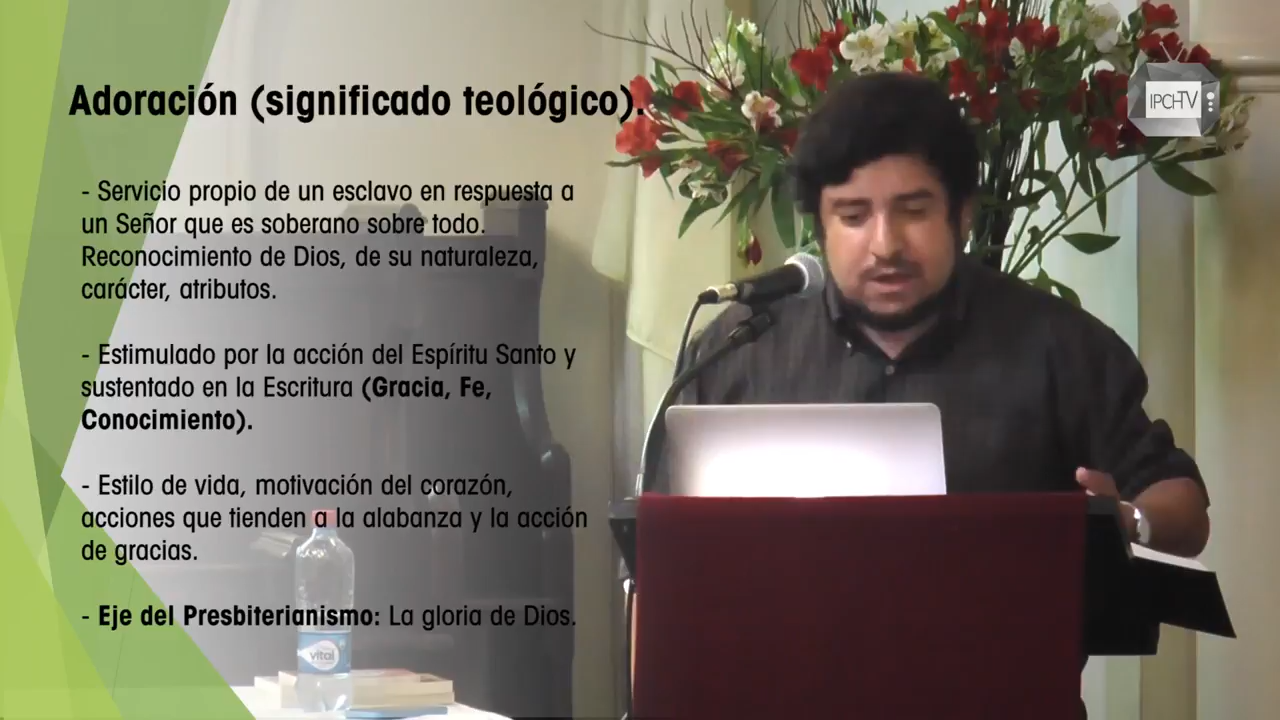 Adoración (significado teológico).
- Servicio propio de un esclavo en respuesta a
un Señor que es soberano sobre todo.
Reconocimiento de Dios, de su naturaleza,
carácter, atributos.
- Estimulado por la acción del Espíritu Santo y
sustentado en la Escritura (Gracia, Fe,
Conocimiento).
- Estilo de vida, motivación del corazón,
acciones que tienden a la alabanza y la acción
de gracias.
- Eje del Presbiterianismo: La gloria de Dios.
IPCHTV
vital